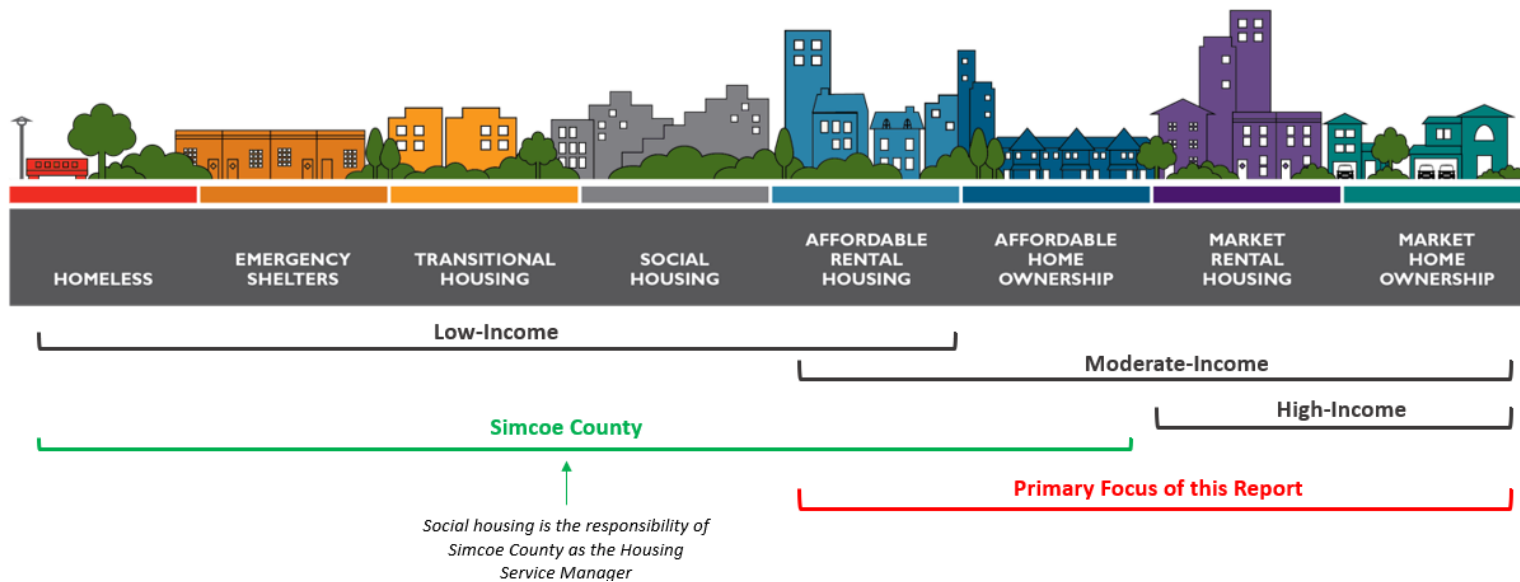 HOMELESS
EMERGENCY
SHELTERS
TRANSITIONAL
HOUSING
SOCIAL
HOUSING
AFFORDABLE
RENTAL
HOUSING
AFFORDABLE
HOME
OWNERSHIP
MARKET
RENTAL
HOUSING
MARKET
HOME
OWNERSHIP
Low-Income
Moderate-Income
High-Income
Simcoe County
Primary Focus of this Report
Social housing is the responsibility of
Simcoe County as the Housing
Service Manager